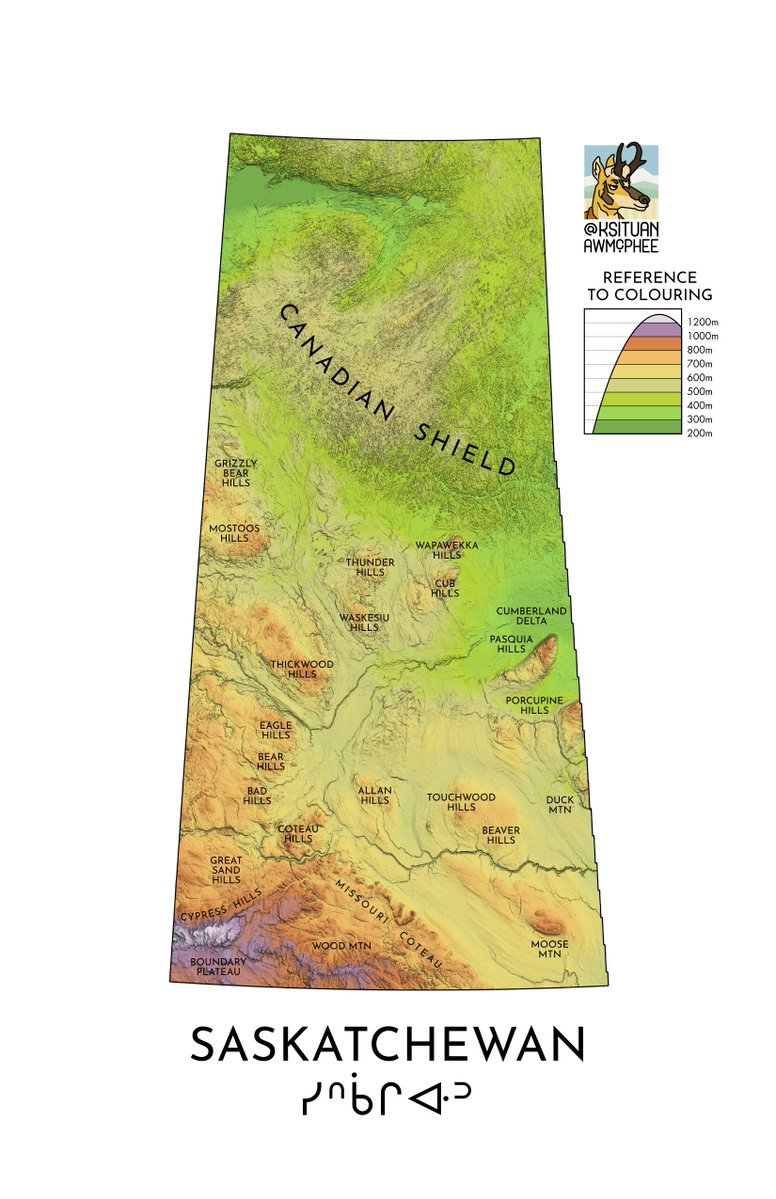 @KSITUAN
AWMCPHEE
REFERENCE
TO COLOURING
1200m
1000m
800m
700m
600m
500m
400m
300m
200m
CANADIAN SHIELD
GRIZZLY
BEAR
HILLS
MOSTOOS
HILLS
WAPAWEKKA
HILLS
THUNDER
HILLS
CUB
HILLS
WASKESIU
HILLS
CUMBERLAND
DELTA
PASQUIA
HILLS
THICKWOOD
HILLS
PORCUPINE
HILLS
EAGLE
HILLS
BEAR
HILLS
BAD
HILLS
ALLAN
HILLS
TOUCHWOOD
HILLS
DUCK
MTN
COTEAU
HILLS
BEAVER
HILLS
GREAT
SAND
HILLS
CYPRESS HILLS
MISSOURI COTEAU
WOOD MTN
MOOSE
MTN
BOUNDARY
PLATEAU
SASKATCHEWAN
ᓯᐢᑳᒋᐊᐧᐣ